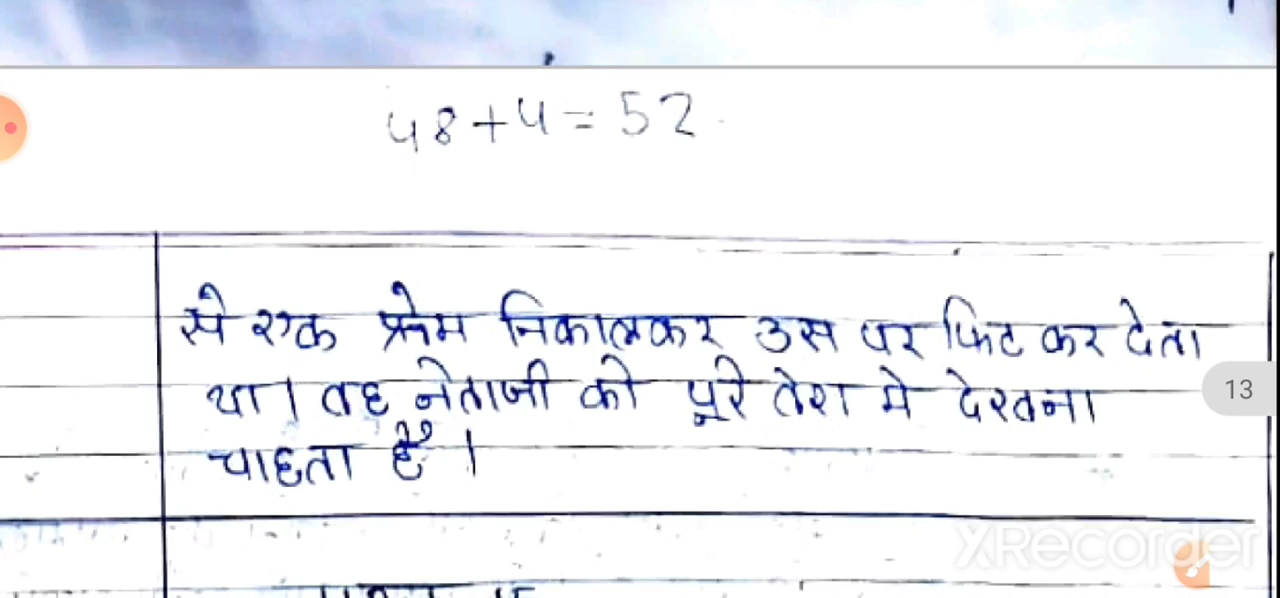 48+4=52
से एक फ्रेम निकालकर उस पर फिट कर देता
था। वह नेताजी को पूरे वेश मे देखना
13
चाहता है।
XRecorder